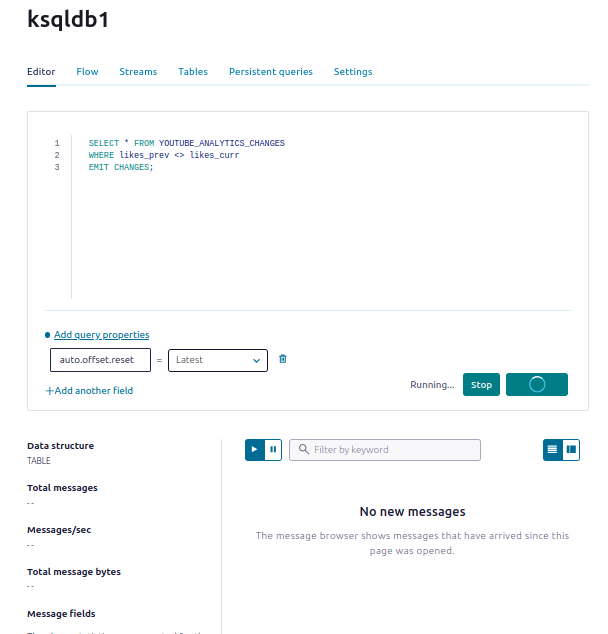 ksqldb1
Editor Flow Streams Tables Persistent queries Settings
1 SELECT * FROM YOUTUBE_ANALYTICS_CHANGES
2 WHERE likes_prev <> likes_curr
3 EMIT CHANGES;
Add query properties
auto.offset.reset = Latest
+Add another field
Running... Stop
Data structure
TABLE
Total messages
--
Messages/sec
--
Total message bytes
--
Message fields
Filter by keyword
No new messages
The message browser shows messages that have arrived since this
page was opened.